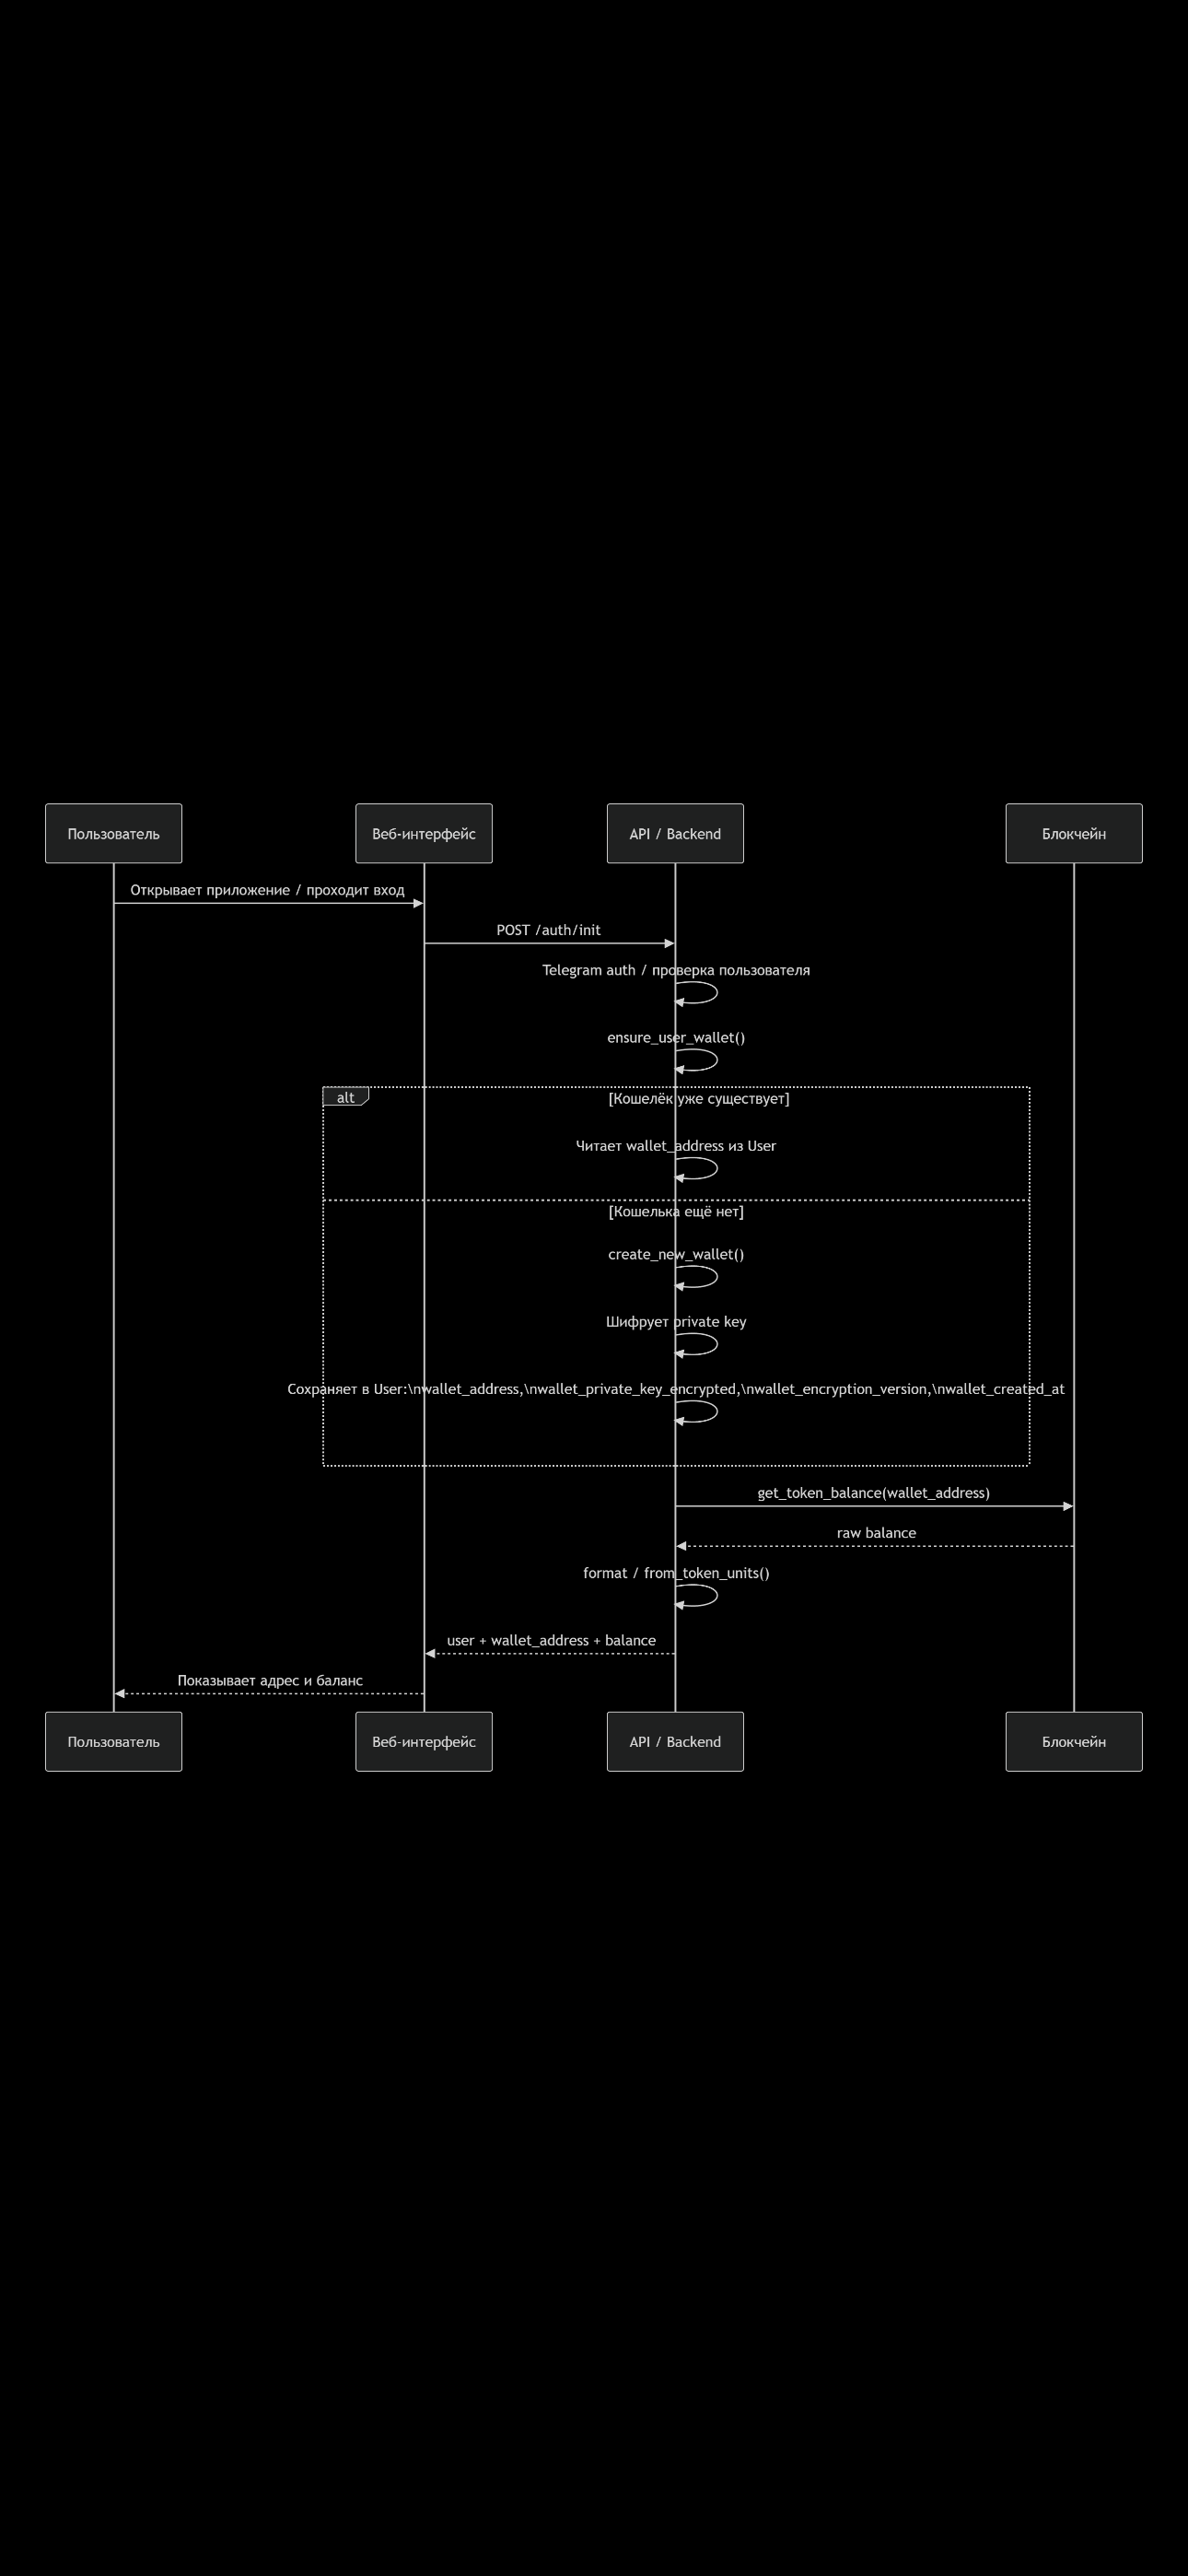 Пользователь
Веб-интерфейс
API / Backend
Блокчейн
Открывает приложение / проходит вход
POST /auth/init
Telegram auth / проверка пользователя
ensure_user_wallet()
alt
[Кошелёк уже существует]
Читает wallet_address из User
[Кошелька ещё нет]
create_new_wallet()
Шифрует private key
Сохраняет в User:\nwallet_address,\nwallet_private_key_encrypted,\nwallet_encryption_version,\nwallet_created_at
get_token_balance(wallet_address)
raw balance
format / from_token_units()
user + wallet_address + balance
Показывает адрес и баланс
Пользователь
Веб-интерфейс
API / Backend
Блокчейн